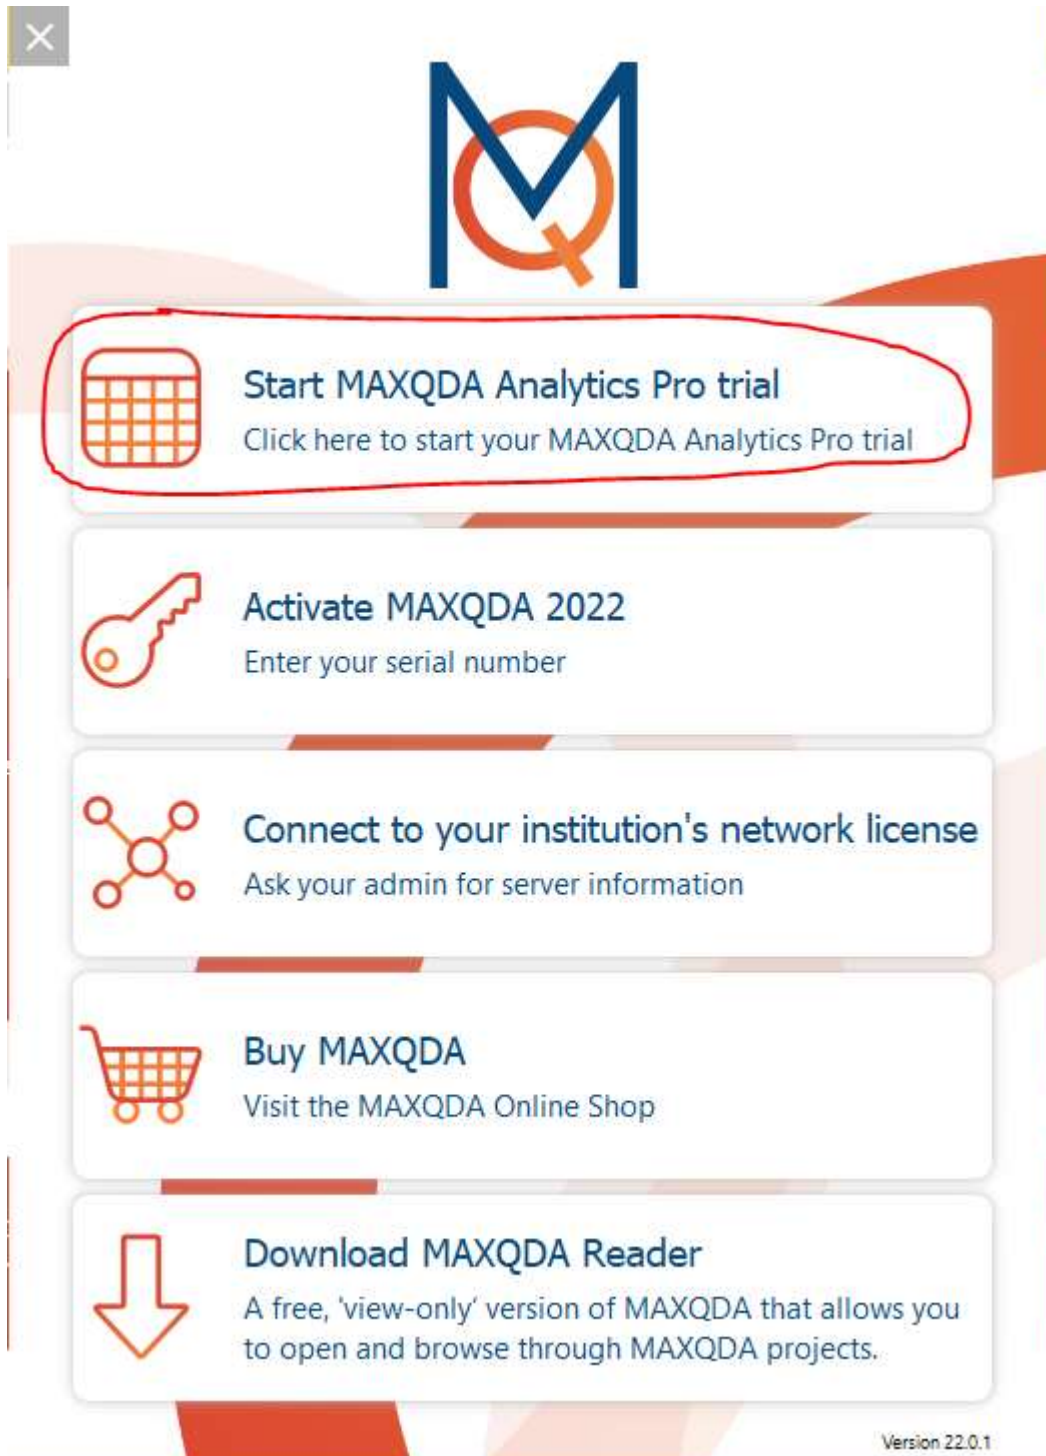 MQ
Start MAXQDA Analytics Pro trial
Click here to start your MAXQDA Analytics Pro trial
Activate MAXQDA 2022
Enter your serial number
Connect to your institution's network license
Ask your admin for server information
Buy MAXQDA
Visit the MAXQDA Online Shop
Download MAXQDA Reader
A free, 'view-only' version of MAXQDA that allows you
to open and browse through MAXQDA projects.
Version 22.0.1